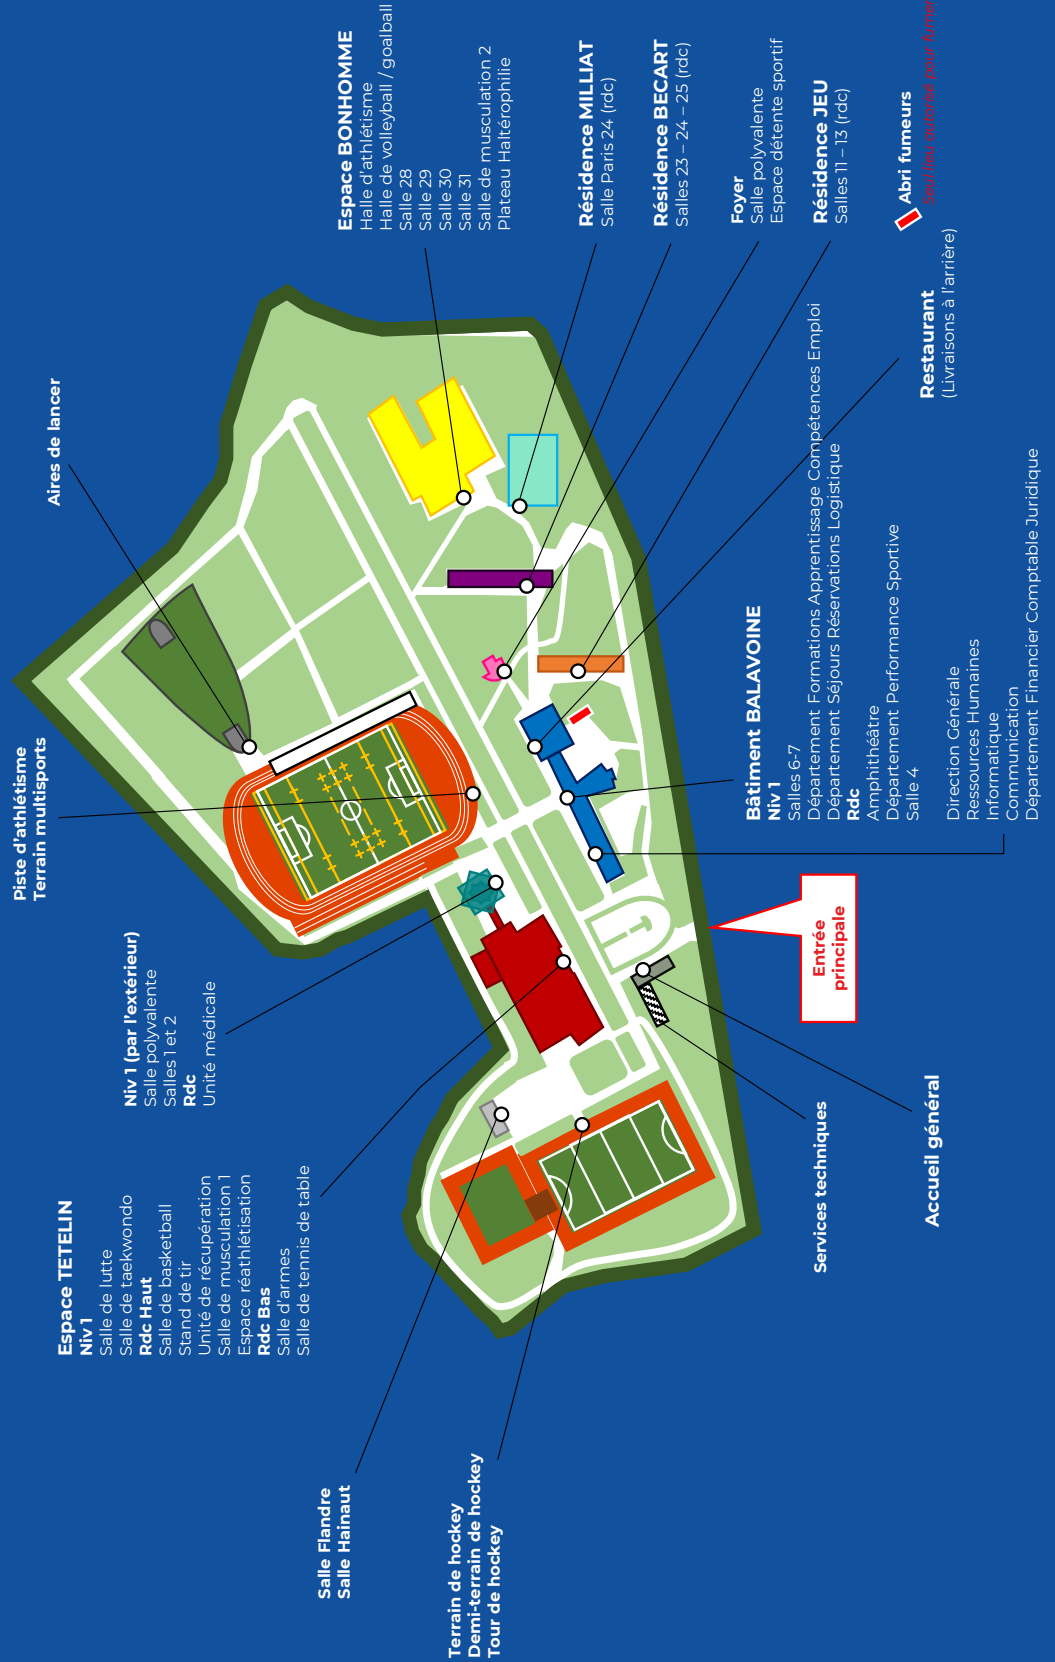 Espace TETELIN
Niv 1
Salle de lutte
Salle de taekwondo
Rdc Haut
Salle de basketball
Stand de tir
Unité de récupération
Salle de musculation 1
Espace réathlétisation
Rdc Bas
Salle d'armes
Salle de tennis de table
Niv 1 (par l'extérieur)
Salle polyvalente
Salles 1 et 2
Rdc
Unité médicale
Piste d'athlétisme
Terrain multisports
Aires de lancer
Espace BONHOMME
Halle d'athlétisme
Halle de volleyball / goalball
Salle 28
Salle 29
Salle 30
Salle 31
Salle de musculation 2
Plateau Haltérophilie
Résidence MILLIAT
Salle Paris 24 (rdc)
Résidence BECART
Salles 23 – 24 – 25 (rdc)
Foyer
Salle polyvalente
Espace détente sportif
Résidence JEU
Salles 11 – 13 (rdc)
Abri fumeurs
Seul lieu autorisé pour fumer
Restaurant
(Livraisons à l'arrière)
Bâtiment BALAVOINE
Niv 1
Salles 6-7
Département Formations Apprentissage Compétences Emploi
Département Séjours Réservations Logistique
Rdc
Amphithéâtre
Département Performance Sportive
Salle 4
Direction Générale
Ressources Humaines
Informatique
Communication
Département Financier Comptable Juridique
Entrée
principale
Accueil général
Services techniques
Salle Flandre
Salle Hainaut
Terrain de hockey
Demi-terrain de hockey
Tour de hockey